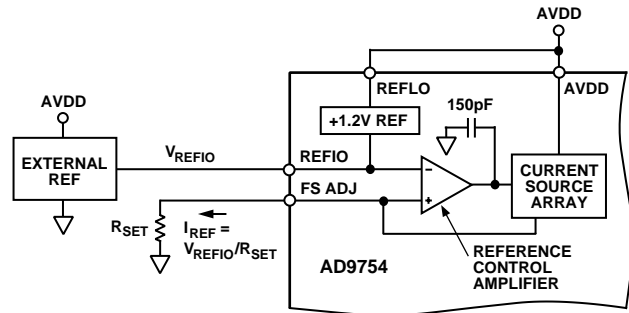 AVDD
REFLO
150pF
AVDD
AVDD
+1.2V REF
EXTERNAL
REF
VREFIO
REFIO
–
+
FS ADJ
CURRENT
SOURCE
ARRAY
RSET
IREF =
VREFIO/RSET
AD9754
REFERENCE
CONTROL
AMPLIFIER